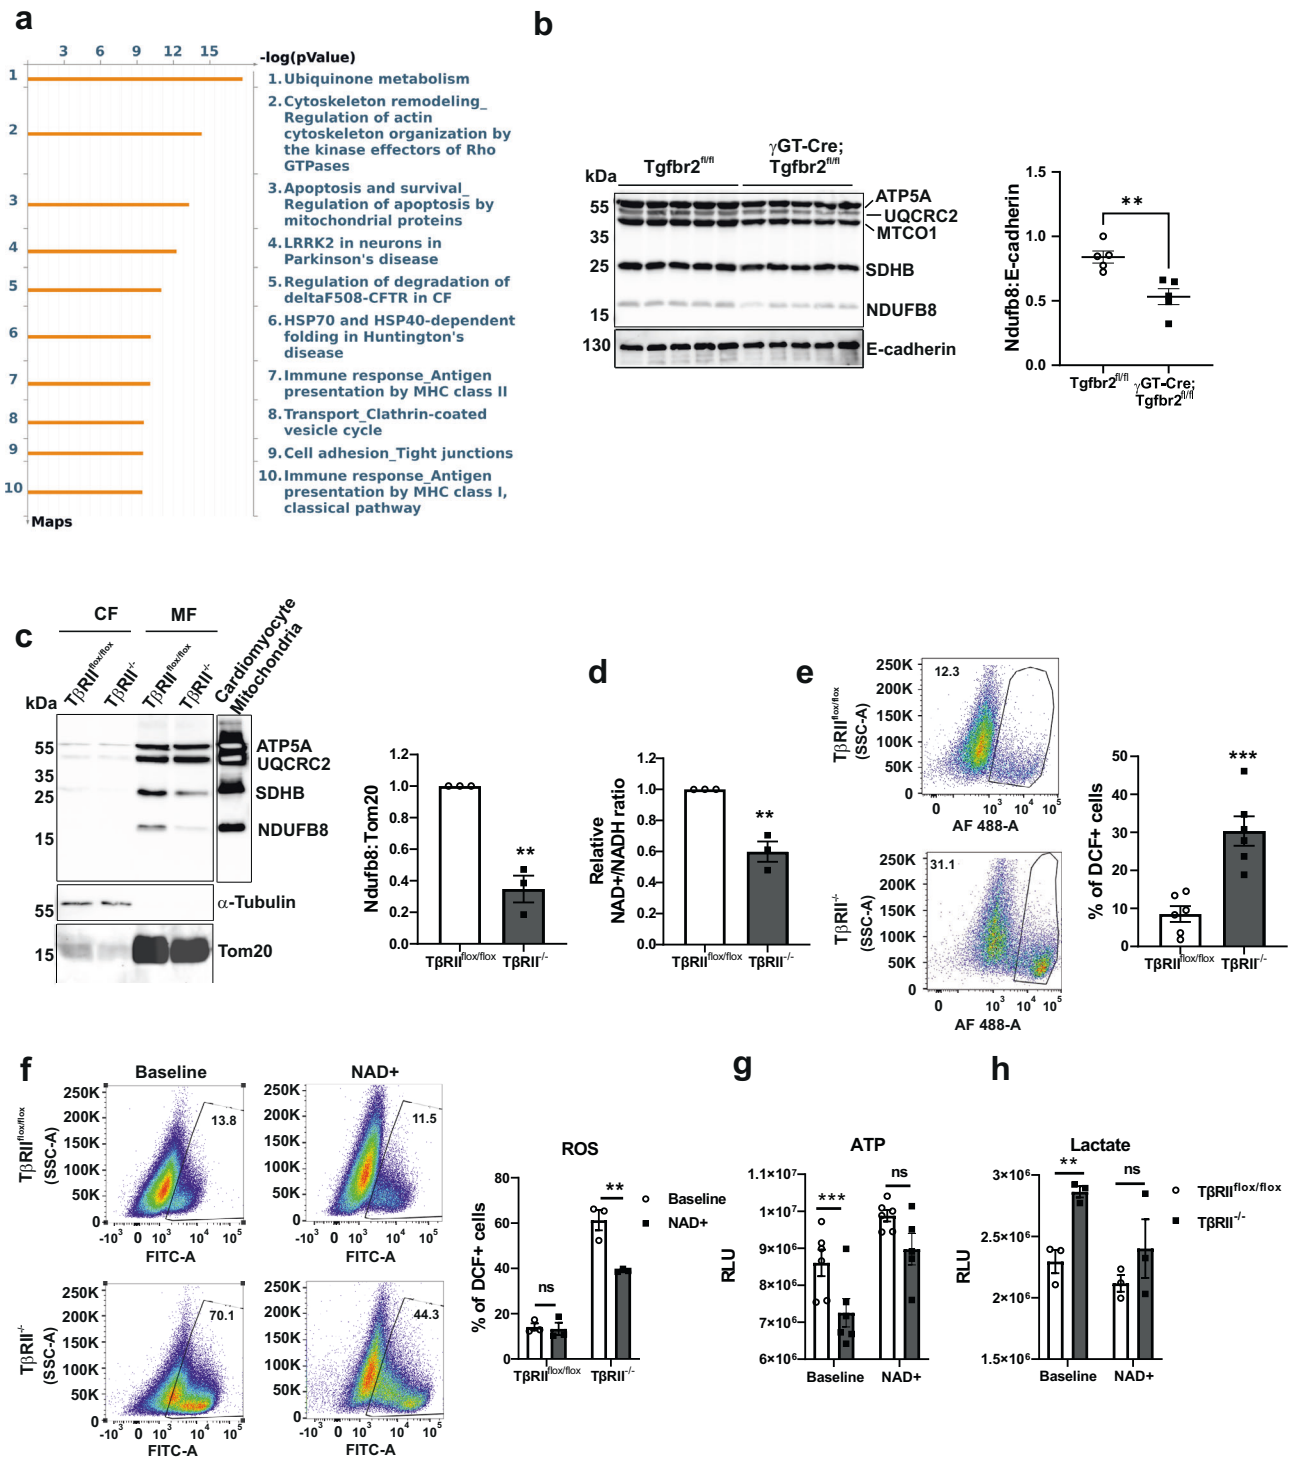 a
3 6 9 12 15
-log(pValue)
1
2
3
4
5
6
7
8
9
10
Maps
1. Ubiquinone metabolism
2. Cytoskeleton remodeling_
Regulation of actin
cytoskeleton organization by
the kinase effectors of Rho
GTPases
3. Apoptosis and survival_
Regulation of apoptosis by
mitochondrial proteins
4. LRRK2 in neurons in
Parkinson's disease
5. Regulation of degradation of
deltaF508-CFTR in CF
6. HSP70 and HSP40-dependent
folding in Huntington's
disease
7. Immune response_Antigen
presentation by MHC class II
8. Transport_Clathrin-coated
vesicle cycle
9. Cell adhesion_Tight junctions
10. Immune response_Antigen
presentation by MHC class I,
classical pathway
b
kDa
Tgfbr2fl/fl
γGT-Cre;
Tgfbr2fl/fl
55
35
25
15
130
ATP5A
UQCRC2
MTCO1
SDHB
NDUFB8
E-cadherin
Ndufb8:E-cadherin
1.5
1.0
0.5
0.0
**
Tgfbr2fl/fl
γGT-Cre;
Tgfbr2fl/fl
c
CF MF
TβRIIflox/flox
TβRII-/-
TβRIIflox/flox
TβRII-/-
Cardiomyocyte
Mitochondria
kDa
55
35
25
15
55
15
ATP5A
UQCRC2
SDHB
NDUFB8
α-Tubulin
Tom20
Ndufb8:Tom20
1.2
1.0
0.8
0.6
0.4
0.2
0.0
**
TβRIIflox/flox TβRII-/-
d
Relative
NAD+/NADH ratio
1.2
1.0
0.8
0.6
0.4
0.2
0.0
**
TβRIIflox/flox TβRII-/-
e
TβRIIflox/flox
(SSC-A)
250K
200K
150K
100K
50K
0
12.3
0 10³ 10⁴ 10⁵
AF 488-A
TβRII-/-
(SSC-A)
250K
200K
150K
100K
50K
0
31.1
0 10³ 10⁴ 10⁵
AF 488-A
% of DCF+ cells
50
40
30
20
10
0
***
TβRIIflox/flox TβRII-/-
f
Baseline NAD+
TβRIIflox/flox
(SSC-A)
250K
200K
150K
100K
50K
0
13.8
-10³ 0 10³ 10⁴ 10⁵
FITC-A
250K
200K
150K
100K
50K
0
11.5
-10³ 0 10³ 10⁴ 10⁵
FITC-A
TβRII-/-
(SSC-A)
250K
200K
150K
100K
50K
0
70.1
-10³ 0 10³ 10⁴ 10⁵
FITC-A
250K
200K
150K
100K
50K
0
44.3
-10³ 0 10³ 10⁴ 10⁵
FITC-A
ROS
% of DCF+ cells
80
60
40
20
0
ns
**
Baseline
NAD+
TβRIIflox/flox TβRII-/-
g
ATP
RLU
1.1×10⁷
1×10⁷
9×10⁶
8×10⁶
7×10⁶
6×10⁶
***
ns
Baseline NAD+
h
Lactate
RLU
3×10⁶
2.5×10⁶
2×10⁶
1.5×10⁶
**
ns
Baseline NAD+
TβRIIflox/flox
TβRII-/-